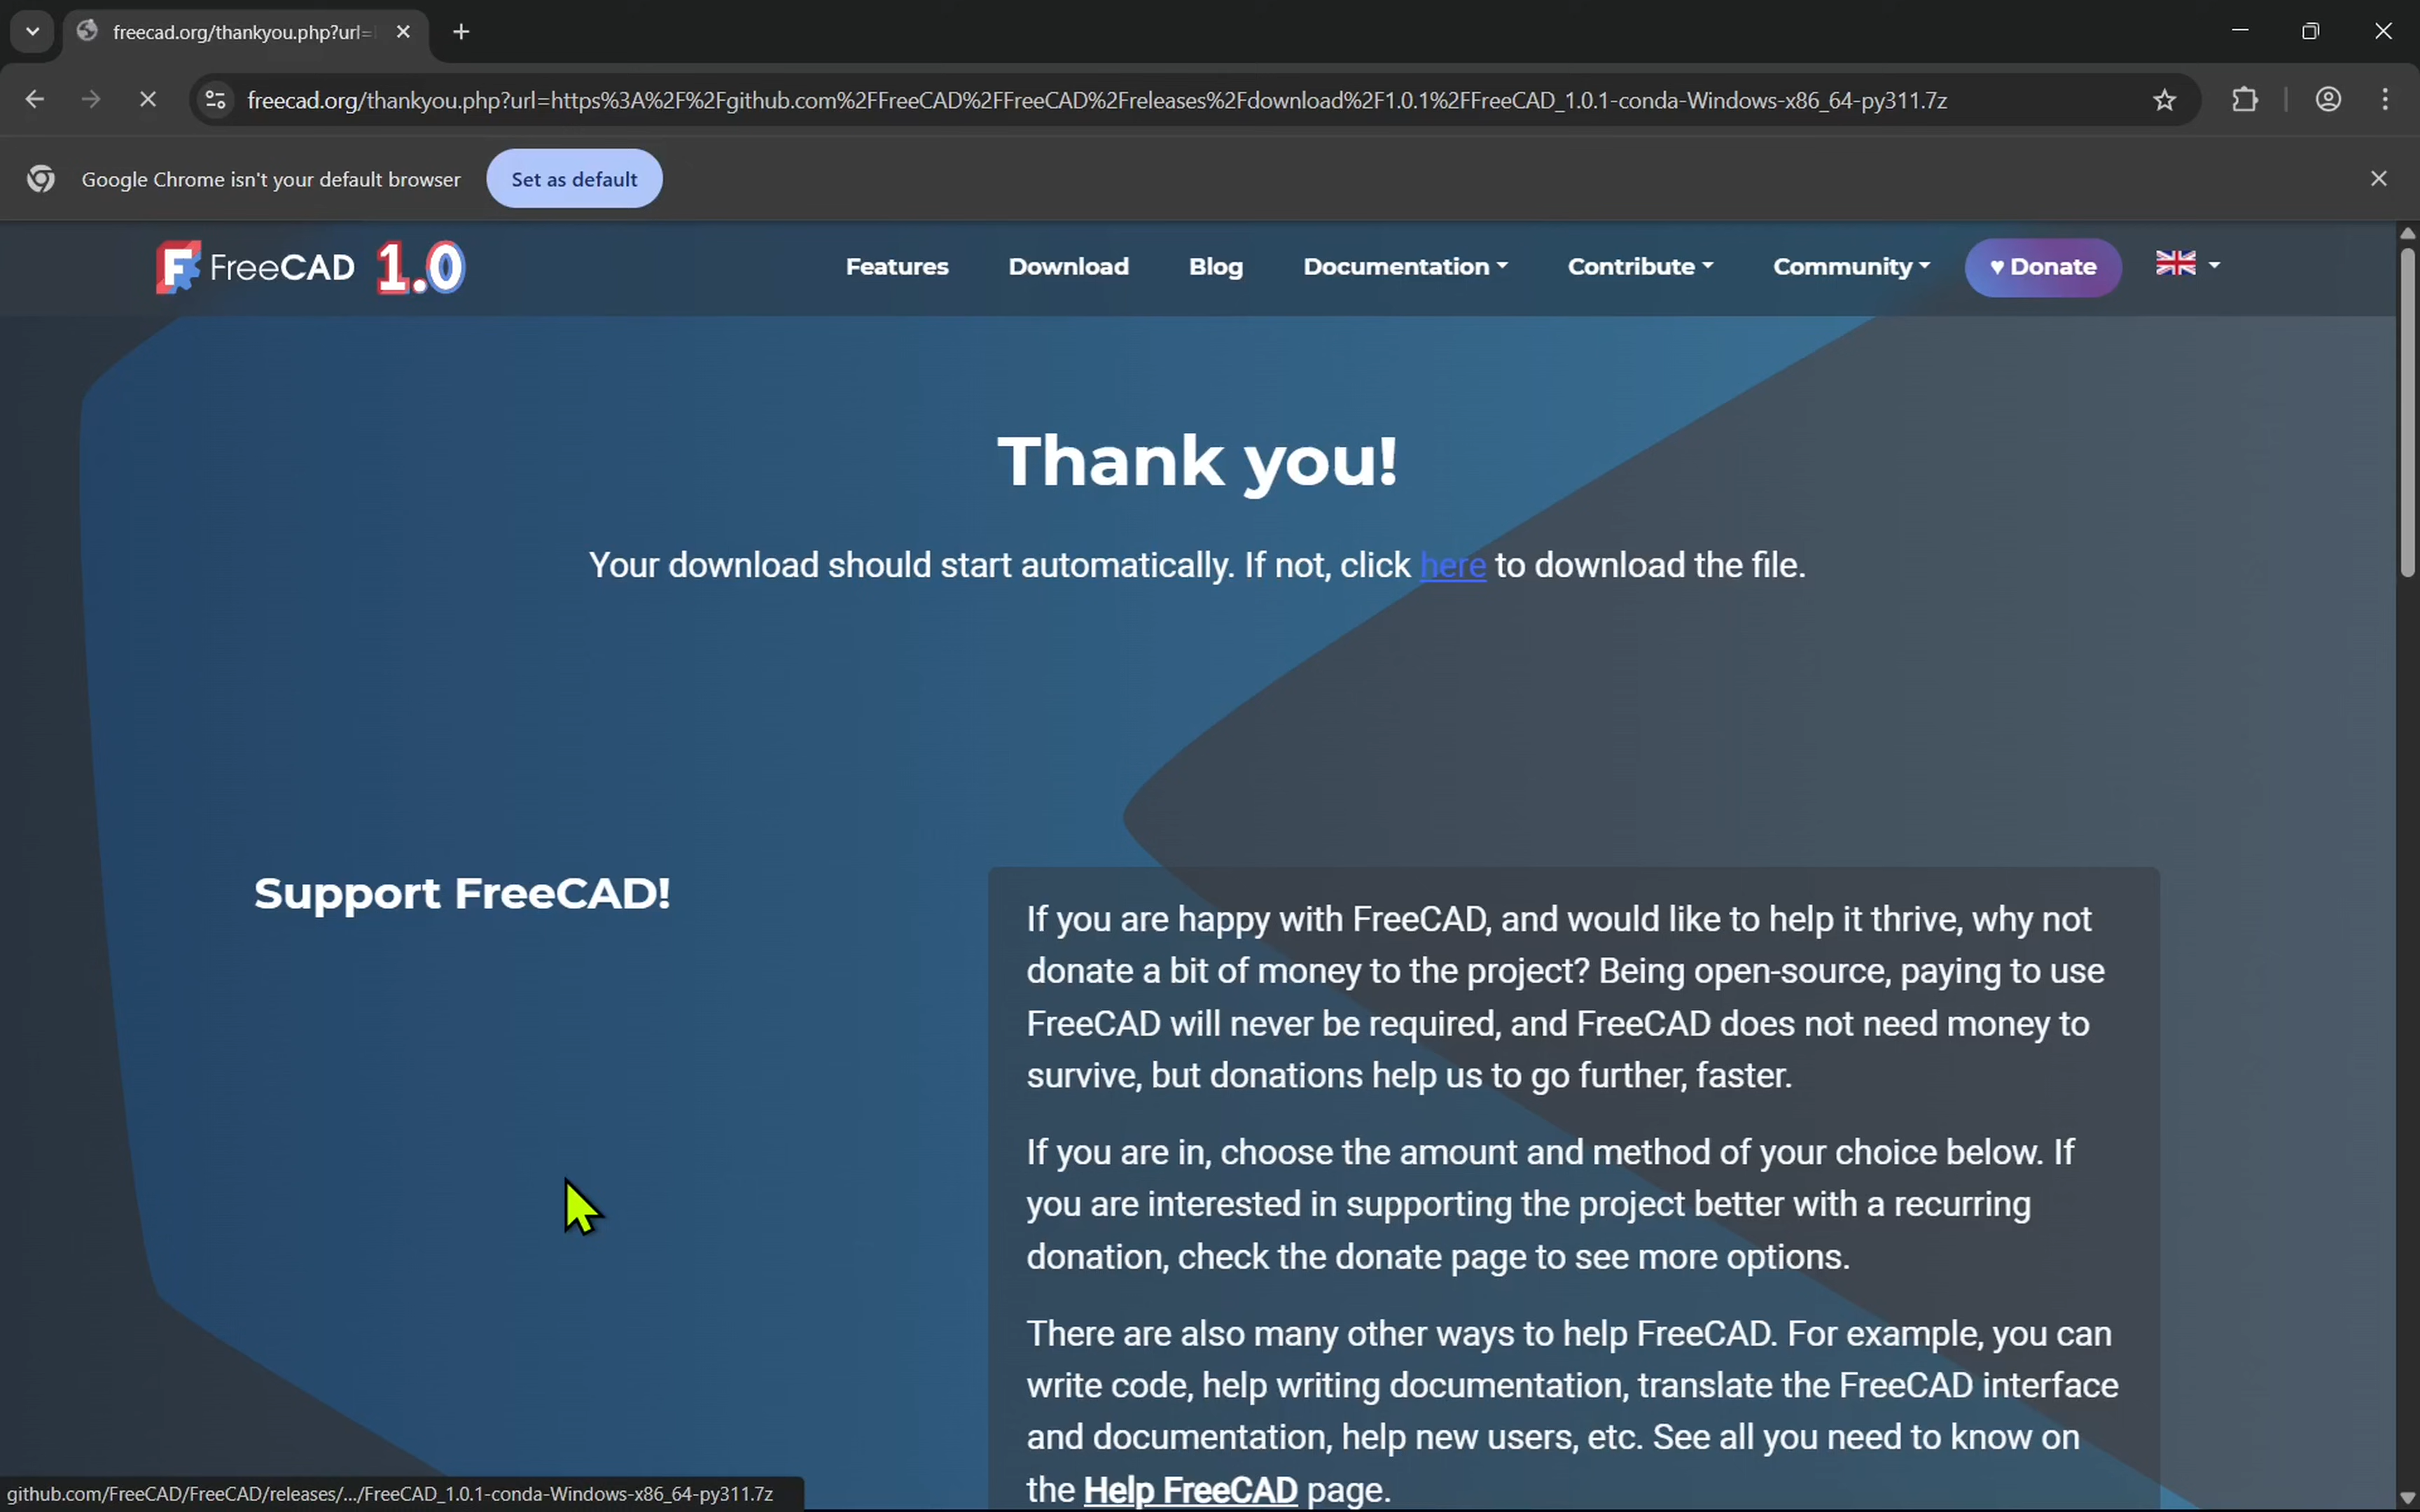 freecad.org/thankyou.php?url=
freecad.org/thankyou.php?url=https%3A%2F%2Fgithub.com%2FFreeCAD%2FFreeCAD%2Freleases%2Fdownload%2F1.0.1%2FFreeCAD_1.0.1-conda-Windows-x86_64-py311.7z
Google Chrome isn't your default browser Set as default
FreeCAD 1.0 Features Download Blog Documentation Contribute Community ♥ Donate
Thank you!
Your download should start automatically. If not, click here to download the file.
Support FreeCAD!
If you are happy with FreeCAD, and would like to help it thrive, why not
donate a bit of money to the project? Being open-source, paying to use
FreeCAD will never be required, and FreeCAD does not need money to
survive, but donations help us to go further, faster.
If you are in, choose the amount and method of your choice below. If
you are interested in supporting the project better with a recurring
donation, check the donate page to see more options.
There are also many other ways to help FreeCAD. For example, you can
write code, help writing documentation, translate the FreeCAD interface
and documentation, help new users, etc. See all you need to know on
the Help FreeCAD page.
github.com/FreeCAD/FreeCAD/releases/.../FreeCAD_1.0.1-conda-Windows-x86_64-py311.7z